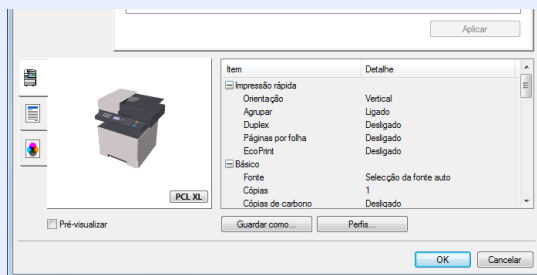 Aplicar
Item Detalhe
Impressão rápida
Orientação Vertical
Agrupar Ligado
Duplex Desligado
Páginas por folha Desligado
EcoPrint Desligado
Básico
Fonte Selecção da fonte auto
Cópias 1
Cópias de carbono Desligado
PCL XL
Pré-visualizar Guardar como... Perfis...
OK Cancelar